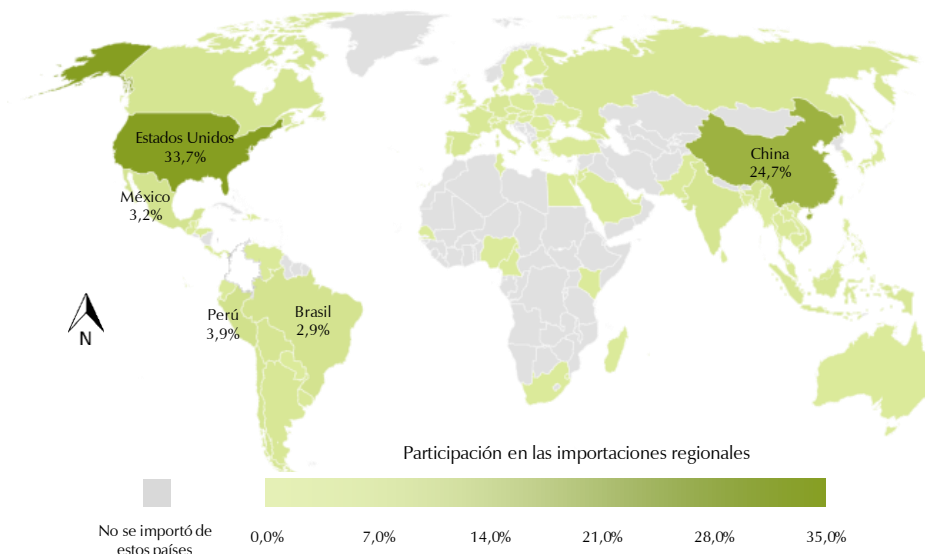 Estados Unidos
33,7%
China
24,7%
México
3,2%
Perú
3,9%
Brasil
2,9%
N
Participación en las importaciones regionales
No se importó de
estos países
0,0%
7,0%
14,0%
21,0%
28,0%
35,0%